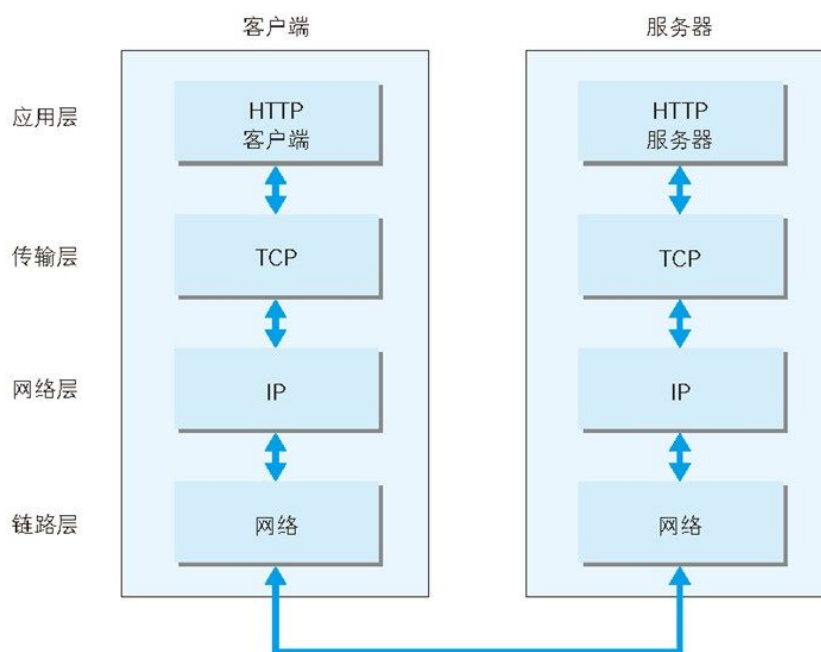 客户端 服务器
应用层 HTTP HTTP
客户端 服务器
传输层 TCP TCP
网络层 IP IP
链路层 网络 网络